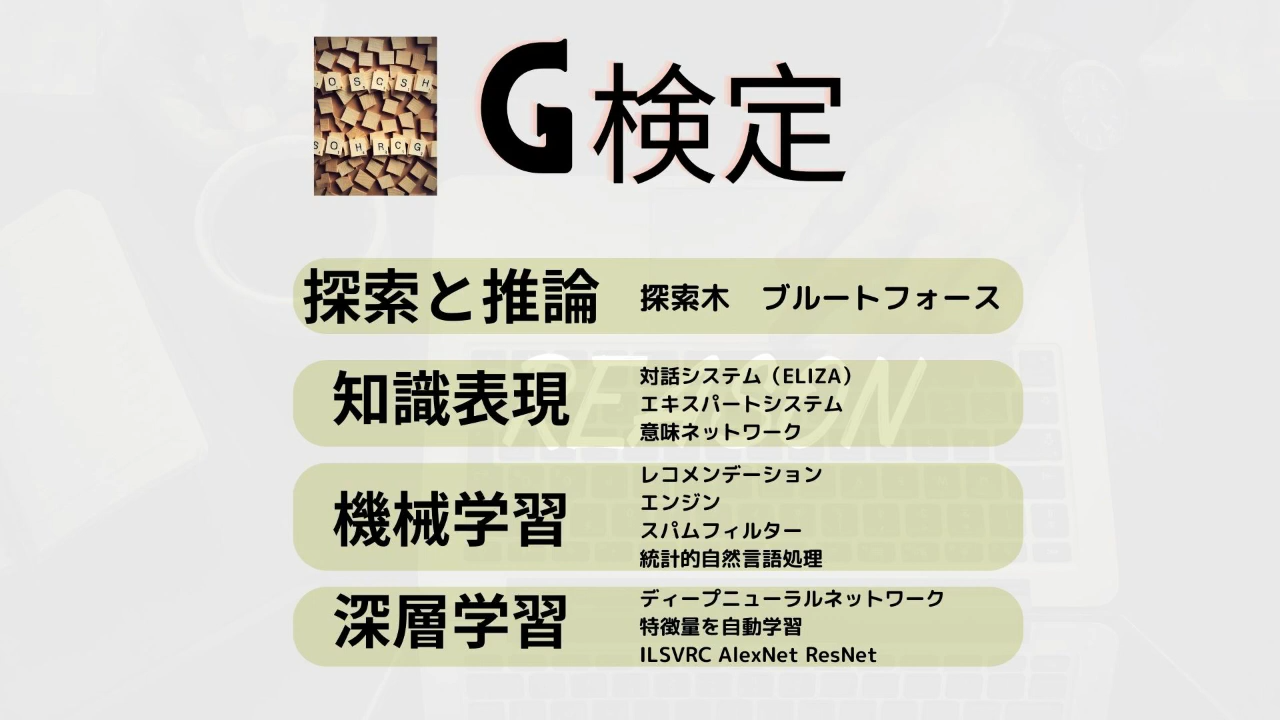 OSCSH
SOHRCG
G検定
探索と推論
探索木　ブルートフォース
知識表現
対話システム（ELIZA）
エキスパートシステム
意味ネットワーク
機械学習
レコメンデーション
エンジン
スパムフィルター
統計的自然言語処理
深層学習
ディープニューラルネットワーク
特徴量を自動学習
ILSVRC AlexNet ResNet
REASON